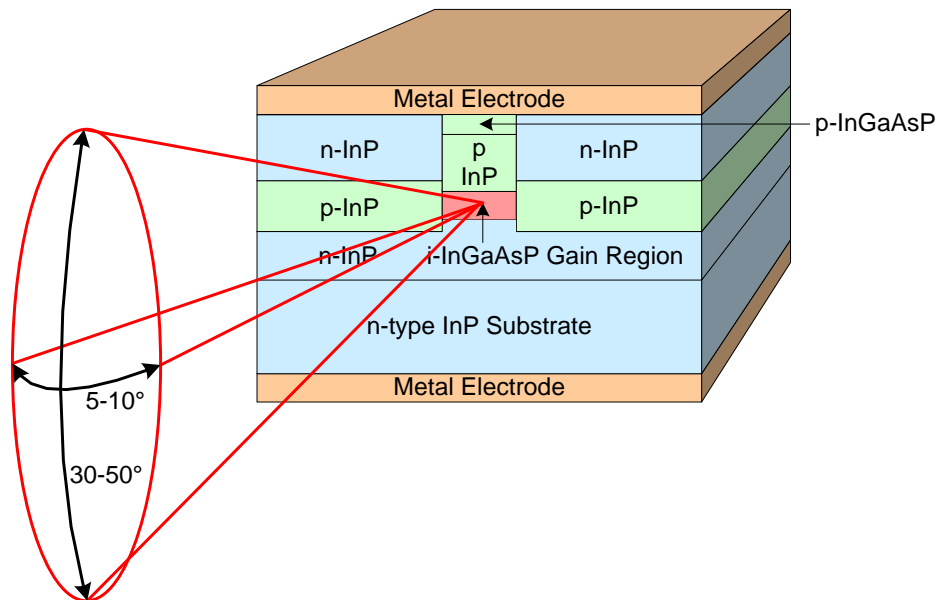 Metal Electrode
p-InGaAsP
n-InP
p
InP
n-InP
p-InP
p-InP
n-InP
i-InGaAsP Gain Region
n-type InP Substrate
Metal Electrode
5-10°
30-50°